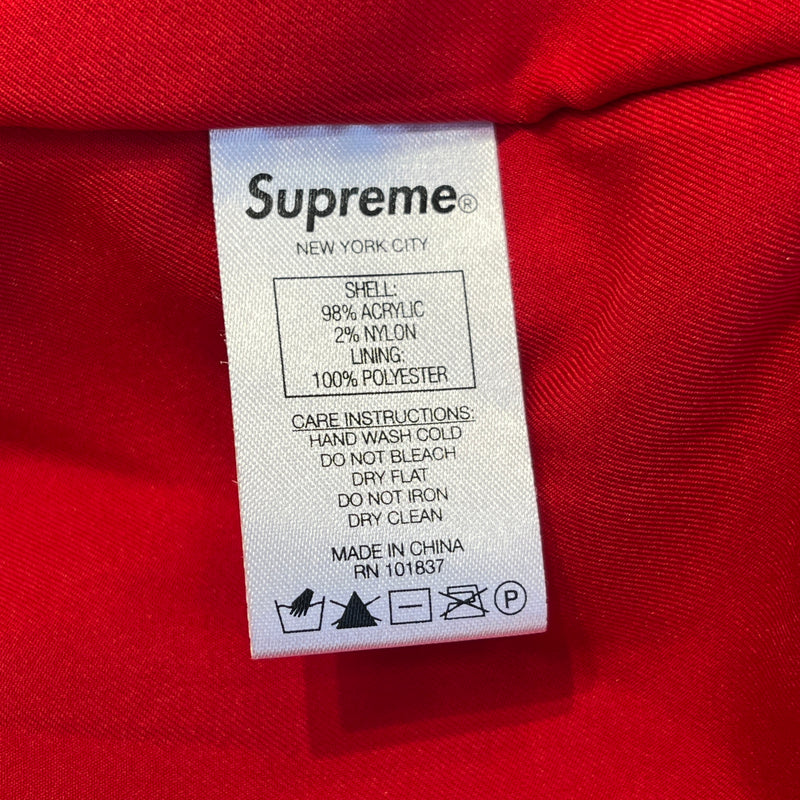 Supreme®
NEW YORK CITY
SHELL:
98% ACRYLIC
2% NYLON
LINING:
100% POLYESTER
CARE INSTRUCTIONS:
HAND WASH COLD
DO NOT BLEACH
DRY FLAT
DO NOT IRON
DRY CLEAN
MADE IN CHINA
RN 101837
P